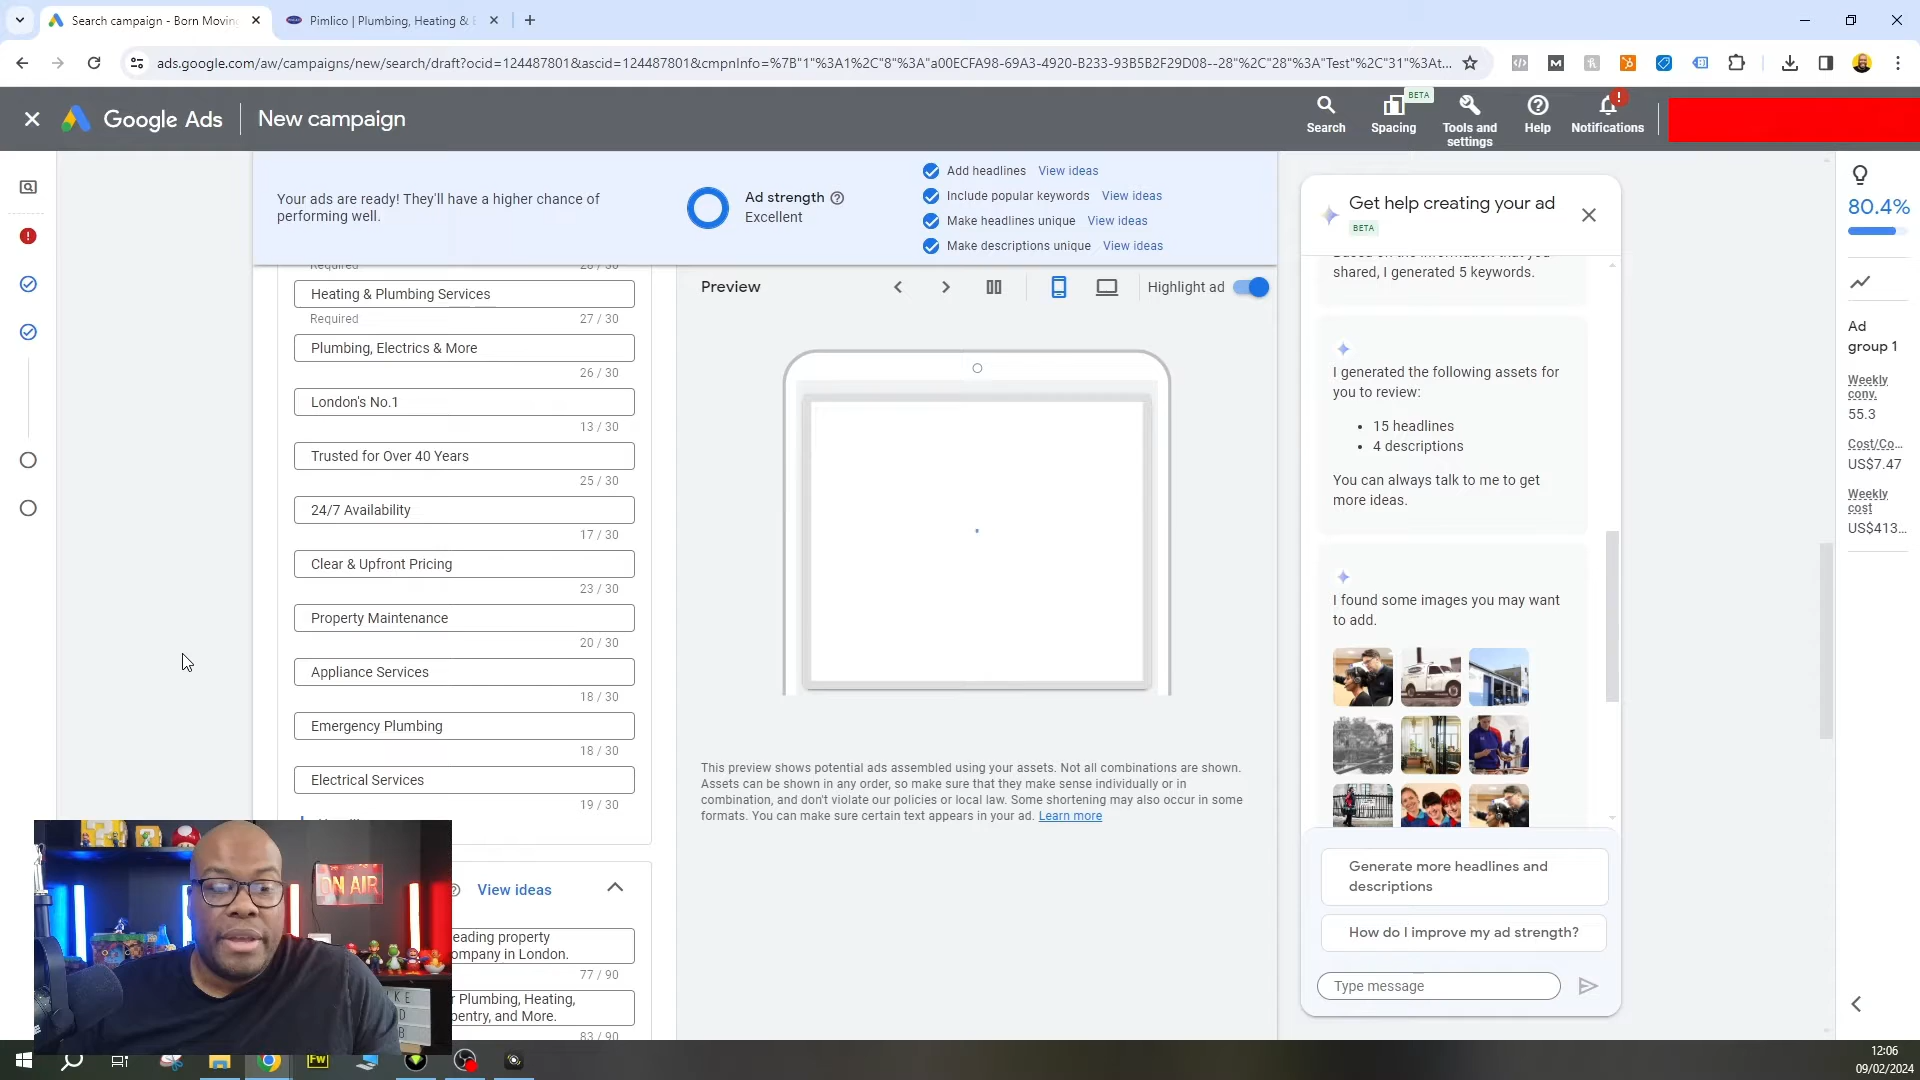 Search campaign - Born Movin
Pimlico | Plumbing, Heating & E
ads.google.com/aw/campaigns/new/search/draft?ocid=124487801&ascid=124487801&cmpnInfo=%7B"1"%3A1%2C"8"%3A"a00ECFA98-69A3-4920-B233-93B5B2F29D08--28"%2C"28"%3A"Test"%2C"31"%3At...
Google Ads
New campaign
Search
BETA
Spacing
Tools and settings
Help
Notifications
Your ads are ready! They'll have a higher chance of
performing well.
Ad strength
Excellent
Add headlines View ideas
Include popular keywords View ideas
Make headlines unique View ideas
Make descriptions unique View ideas
Required
28 / 30
Heating & Plumbing Services
Required
27 / 30
Plumbing, Electrics & More
26 / 30
London's No.1
13 / 30
Trusted for Over 40 Years
25 / 30
24/7 Availability
17 / 30
Clear & Upfront Pricing
23 / 30
Property Maintenance
20 / 30
Appliance Services
18 / 30
Emergency Plumbing
18 / 30
Electrical Services
19 / 30
View ideas
eading property
ompany in London.
77 / 90
r Plumbing, Heating,
pentry, and More.
83 / 90
ON AIR
Preview
Highlight ad
This preview shows potential ads assembled using your assets. Not all combinations are shown.
Assets can be shown in any order, so make sure that they make sense individually or in
combination, and don't violate our policies or local law. Some shortening may also occur in some
formats. You can make sure certain text appears in your ad. Learn more
Get help creating your ad
BETA
Based on the information that you
shared, I generated 5 keywords.
I generated the following assets for
you to review:
• 15 headlines
• 4 descriptions
You can always talk to me to get
more ideas.
I found some images you may want
to add.
Generate more headlines and
descriptions
How do I improve my ad strength?
Type message
80.4%
Ad
group 1
Weekly
conv.
55.3
Cost/Co...
US$7.47
Weekly
cost
US$413...
FW
12:06
09/02/2024